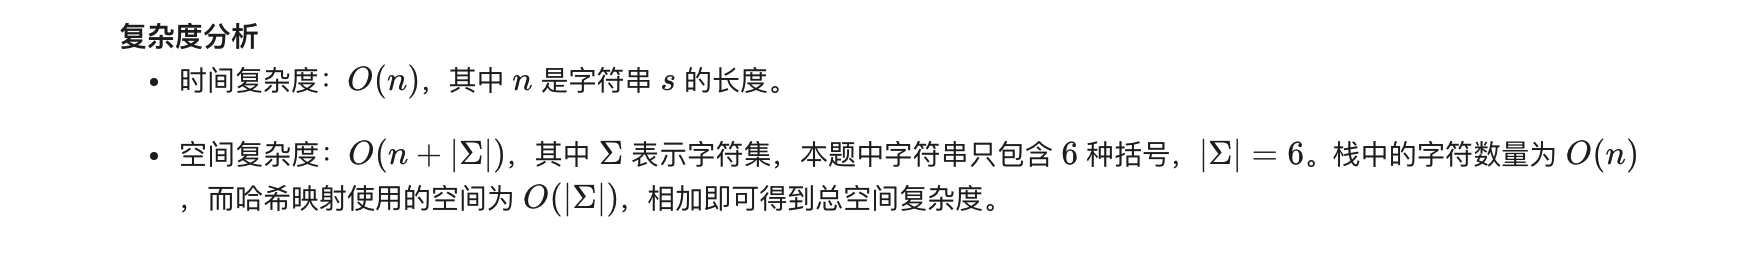 复杂度分析
• 时间复杂度：O(n)，其中 n 是字符串 s 的长度。
• 空间复杂度：O(n + |Σ|)，其中 Σ 表示字符集，本题中字符串只包含 6 种括号，|Σ| = 6。栈中的字符数量为 O(n)
，而哈希映射使用的空间为 O(|Σ|)，相加即可得到总空间复杂度。